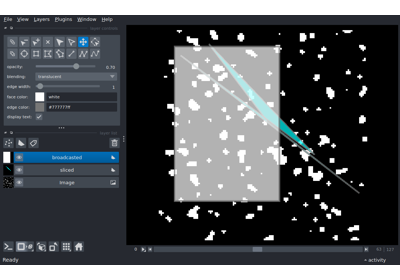 File View Layers Plugins Window Help
opacity: 0.70
blending: translucent
edge width: 1
face color: white
edge color: #777777ff
display text:
broadcasted
sliced
image
Ready
activity